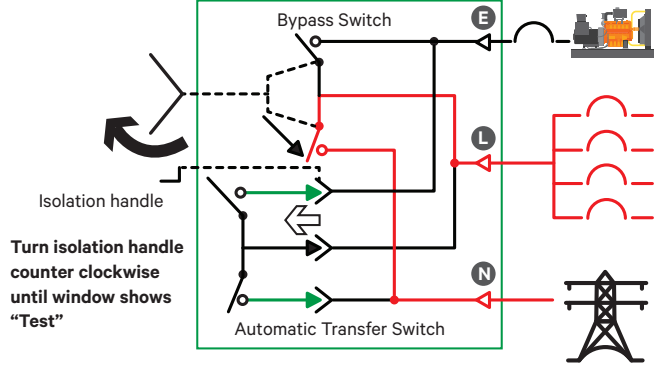 Bypass Switch
E
L
Isolation handle
Turn isolation handle
counter clockwise
until window shows
“Test”
N
Automatic Transfer Switch